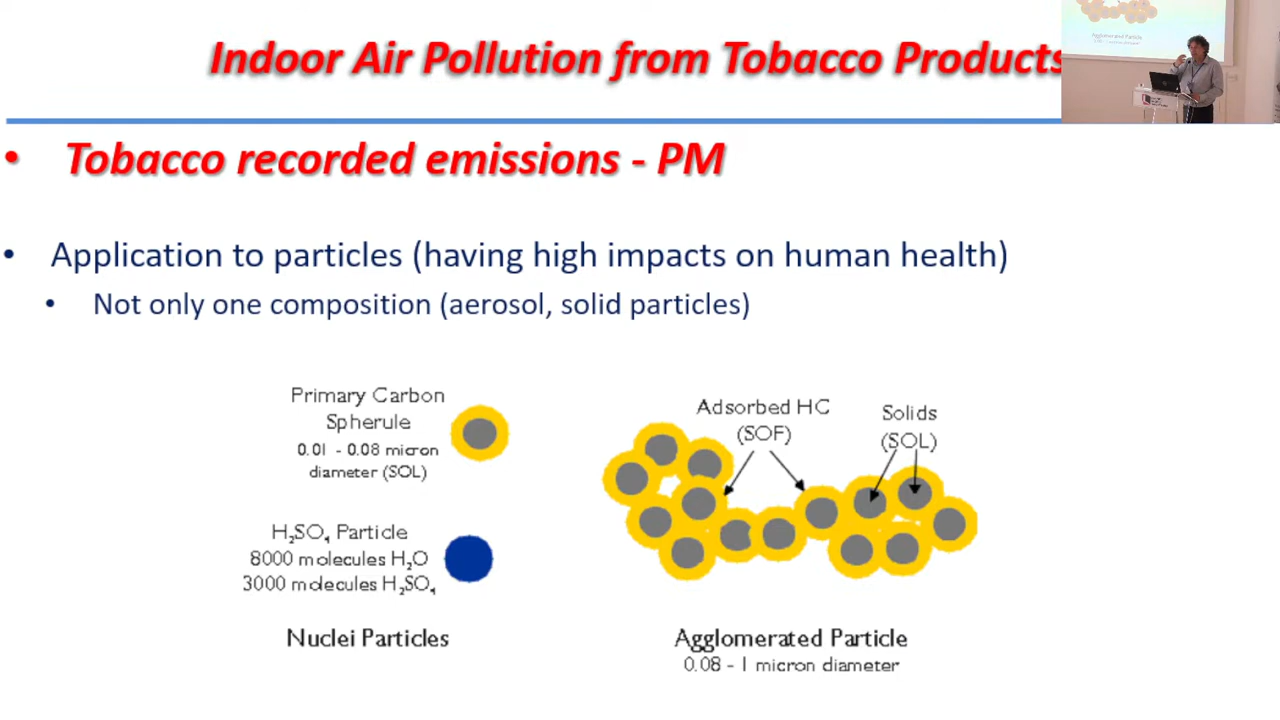 Indoor Air Pollution from Tobacco Products
• Tobacco recorded emissions - PM
• Application to particles (having high impacts on human health)
• Not only one composition (aerosol, solid particles)
Primary Carbon
Spherule
0.01 - 0.08 micron
diameter (SOL)
H₂SO₄ Particle
8000 molecules H₂O
3000 molecules H₂SO₄
Nuclei Particles
Adsorbed HC
(SOF)
Solids
(SOL)
Agglomerated Particle
0.08 - 1 micron diameter
Agglomerated Particle